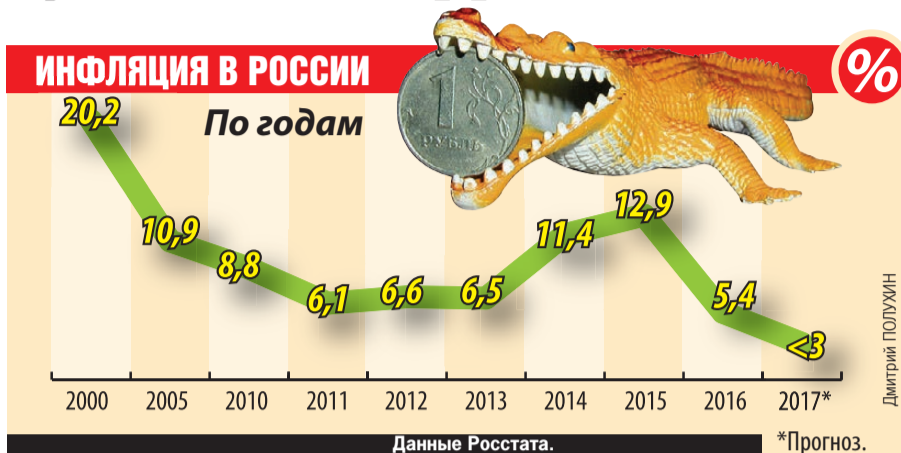 ИНФЛЯЦИЯ В РОССИИ
%
По годам
1
РУБЛЬ
20,2
10,9
8,8
6,1
6,6
6,5
11,4
12,9
5,4
<3
2000 2005 2010 2011 2012 2013 2014 2015 2016 2017*
Данные Росстата.
*Прогноз.
Дмитрий ПОЛУХИН